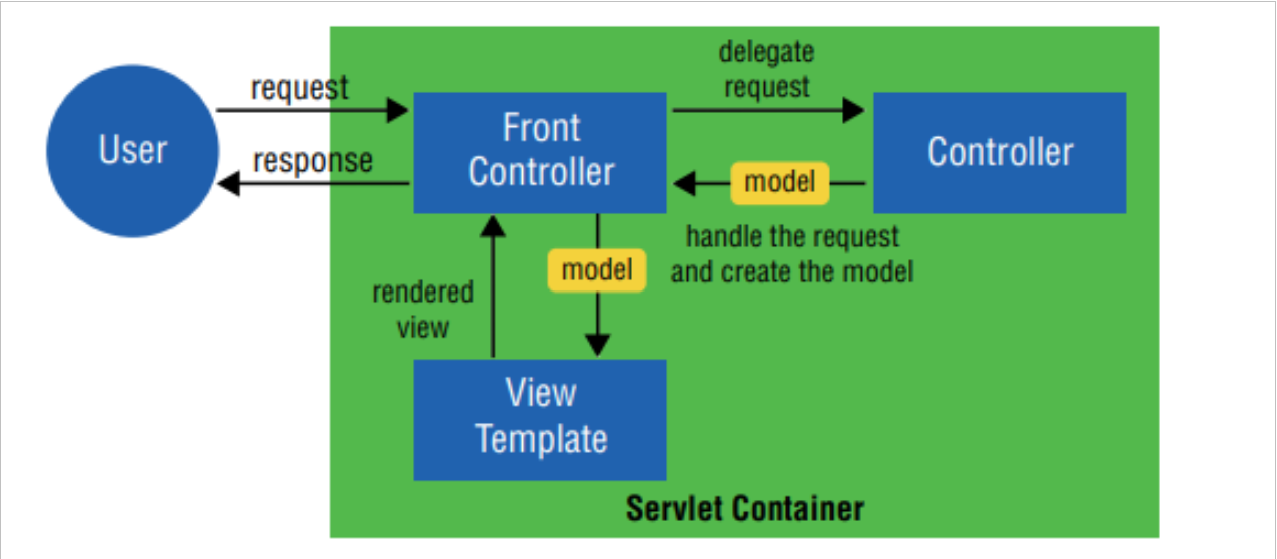 delegate
request
request
User
response
Front
Controller
Controller
model
handle the request
and create the model
model
rendered
view
View
Template
Servlet Container